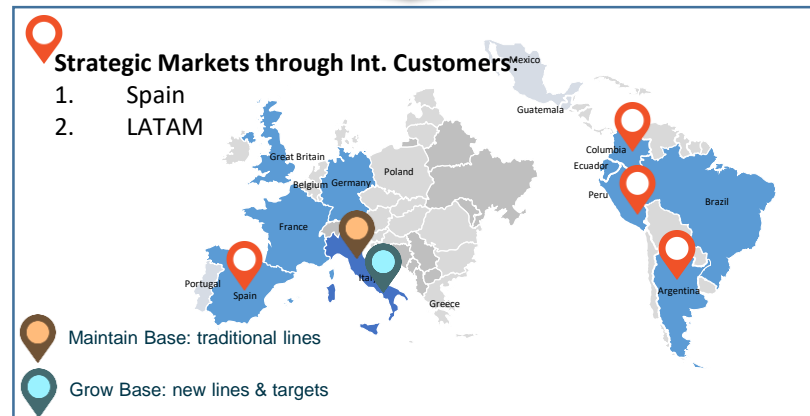 Strategic Markets through Int. Customers:
1. Spain
2. LATAM
Mexico
Guatemala
Columbia
Ecuador
Peru
Brazil
Argentina
Great Britain
Belgium
Germany
Poland
France
Portugal
Spain
Italy
Greece
Maintain Base: traditional lines
Grow Base: new lines & targets